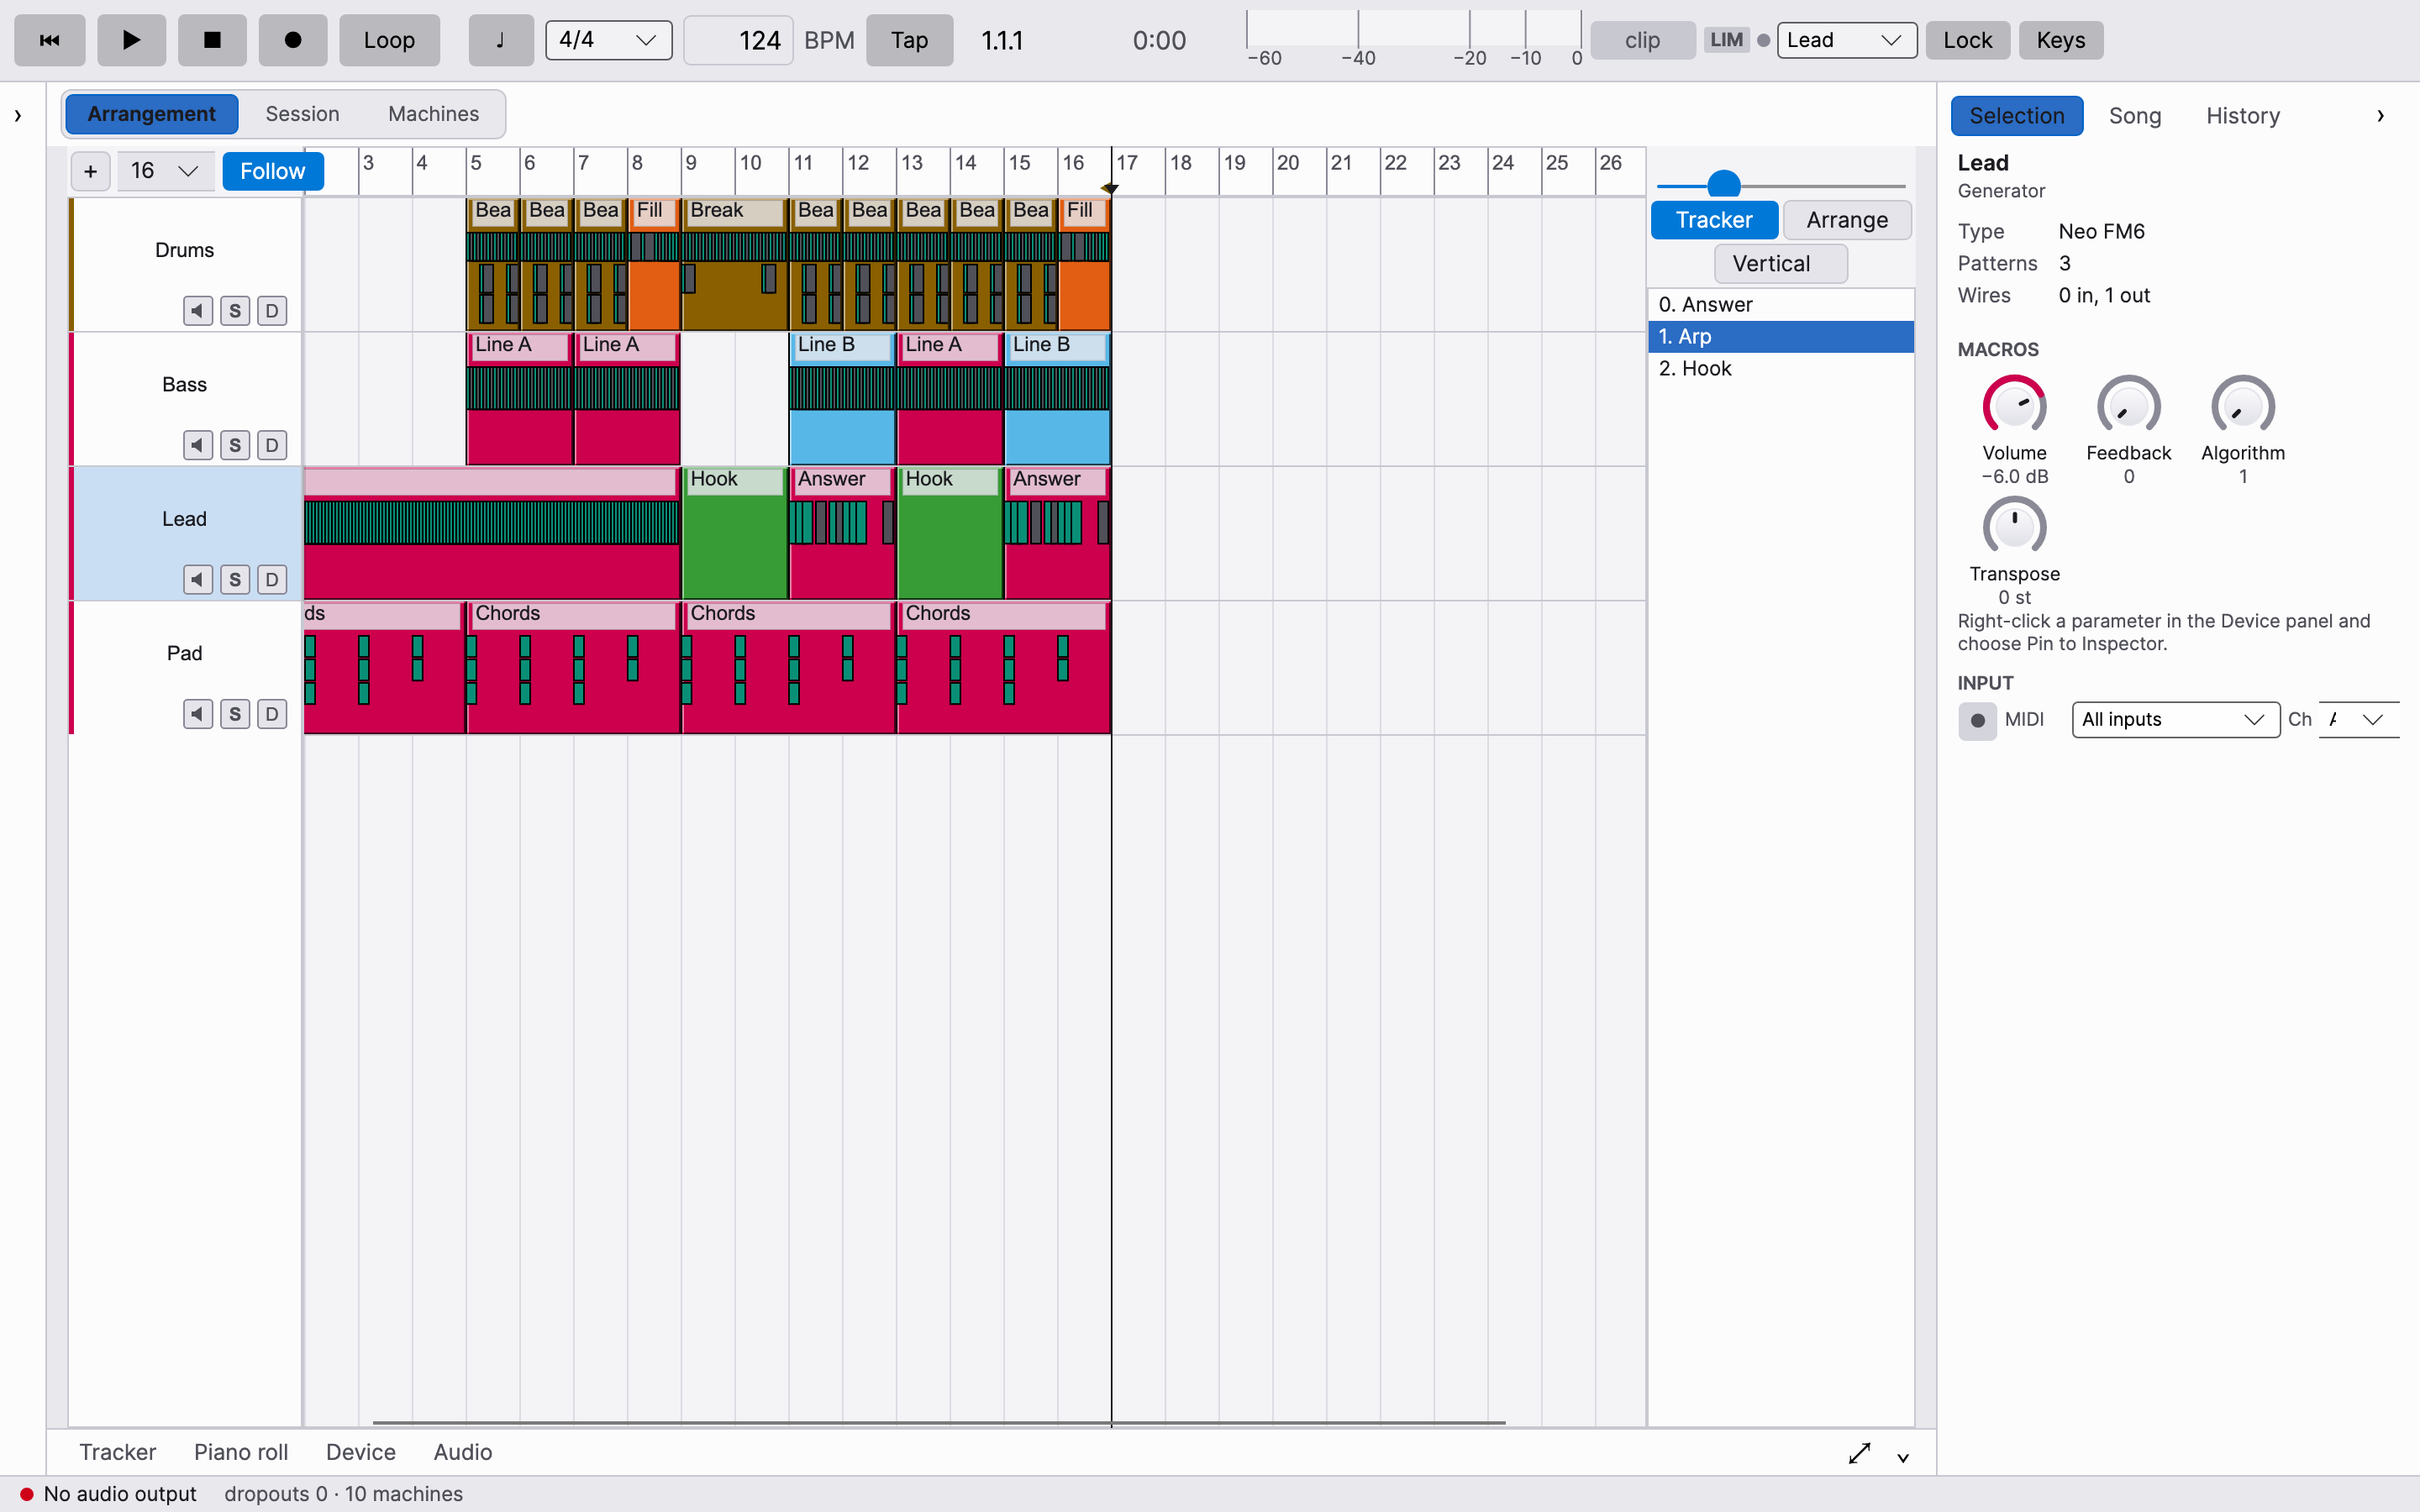 Loop
4/4
124 BPM
Tap
1.1.1
0:00
−60 −40 −20 −10 0
clip
LIM
Lead
Lock
Keys
Arrangement Session Machines
Selection Song History
+ 16 Follow
3 4 5 6 7 8 9 10 11 12 13 14 15 16 17 18 19 20 21 22 23 24 25 26
Drums
S D
Bea Bea Bea Fill Break Bea Bea Bea Bea Bea Fill
Bass
S D
Line A Line A Line B Line A Line B
Lead
S D
Hook Answer Hook Answer
Pad
S D
ds Chords Chords Chords
Tracker Arrange
Vertical
0. Answer
1. Arp
2. Hook
Lead
Generator
Type Neo FM6
Patterns 3
Wires 0 in, 1 out
MACROS
Volume Feedback Algorithm
−6.0 dB 0 1
Transpose
0 st
Right-click a parameter in the Device panel and
choose Pin to Inspector.
INPUT
MIDI All inputs Ch
Tracker Piano roll Device Audio
No audio output dropouts 0 · 10 machines